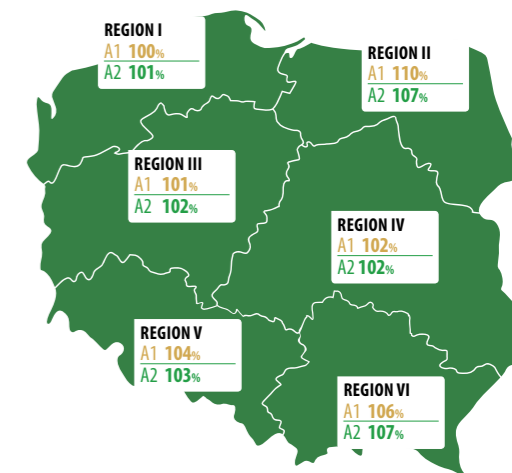 REGION I
A1 100%
A2 101%
REGION II
A1 110%
A2 107%
REGION III
A1 101%
A2 102%
REGION IV
A1 102%
A2 102%
REGION V
A1 104%
A2 103%
REGION VI
A1 106%
A2 107%